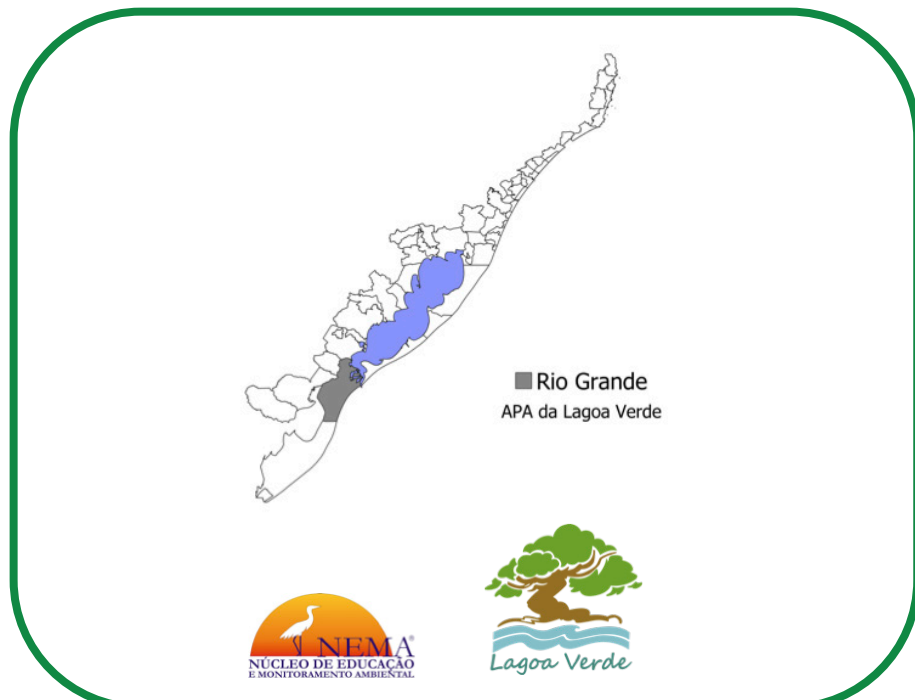 Rio Grande
APA da Lagoa Verde
NEMA®
NÚCLEO DE EDUCAÇÃO
E MONITORAMENTO AMBIENTAL
Lagoa Verde